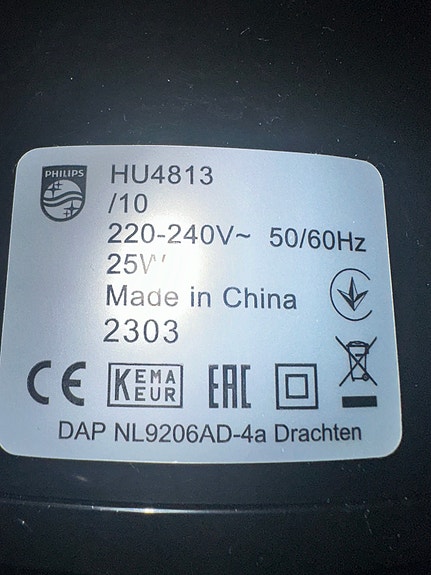 PHILIPS
HU4813
/10
220-240V~ 50/60Hz
25W
Made in China
2303
CE KEMA KEUR EAC
DAP NL9206AD-4a Drachten